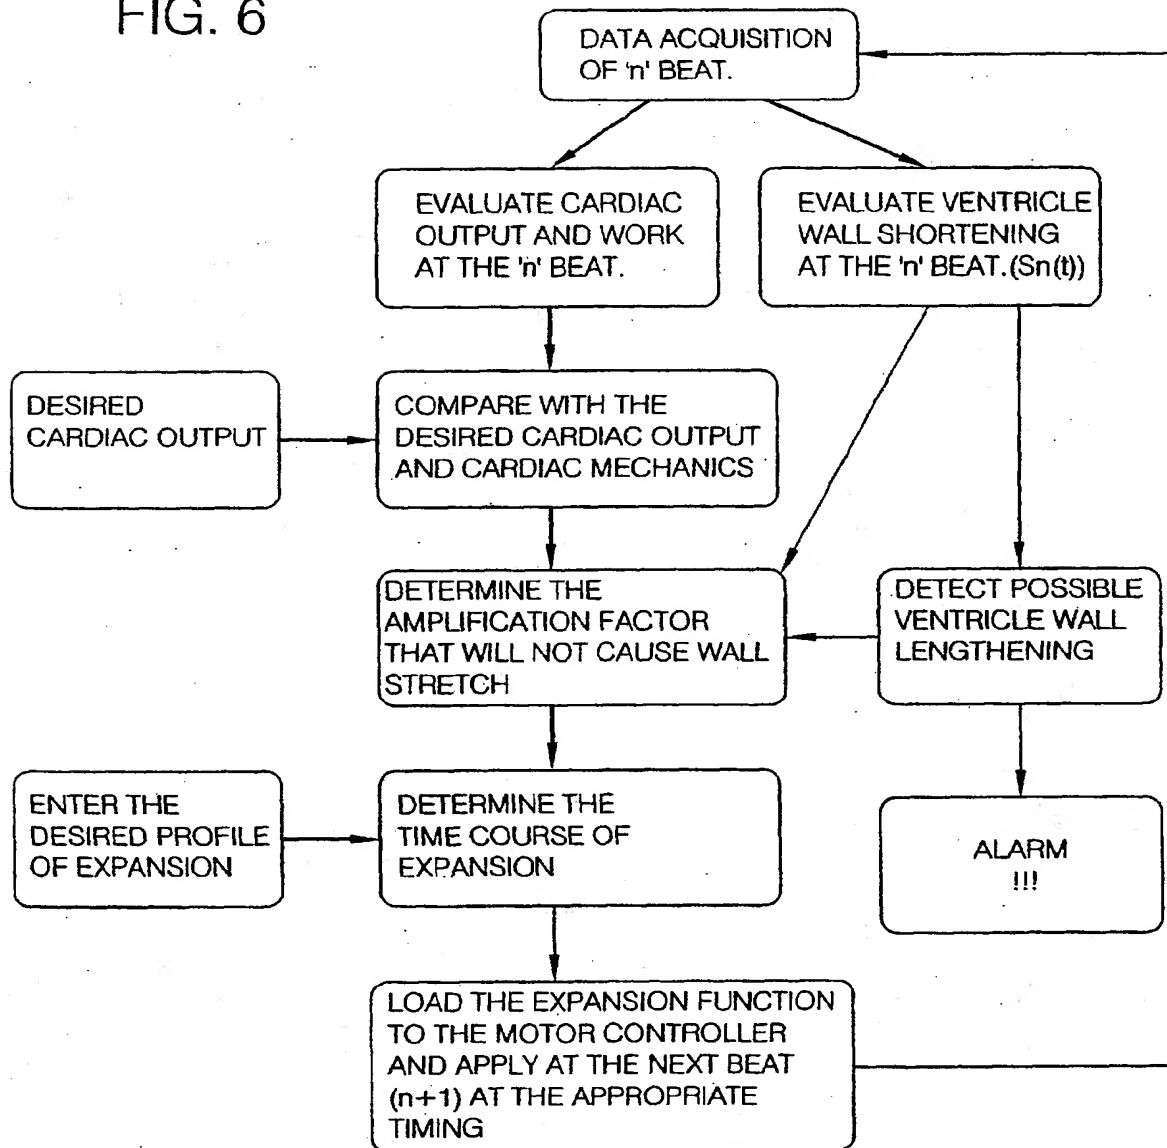 FIG. 6
DATA ACQUISITION
OF 'n' BEAT.
EVALUATE CARDIAC
OUTPUT AND WORK
AT THE 'n' BEAT.
EVALUATE VENTRICLE
WALL SHORTENING
AT THE 'n' BEAT.(Sn(t))
DESIRED
CARDIAC OUTPUT
COMPARE WITH THE
DESIRED CARDIAC OUTPUT
AND CARDIAC MECHANICS
DETERMINE THE
AMPLIFICATION FACTOR
THAT WILL NOT CAUSE WALL
STRETCH
DETECT POSSIBLE
VENTRICLE WALL
LENGTHENING
ENTER THE
DESIRED PROFILE
OF EXPANSION
DETERMINE THE
TIME COURSE OF
EXPANSION
ALARM
!!!
LOAD THE EXPANSION FUNCTION
TO THE MOTOR CONTROLLER
AND APPLY AT THE NEXT BEAT
(n+1) AT THE APPROPRIATE
TIMING